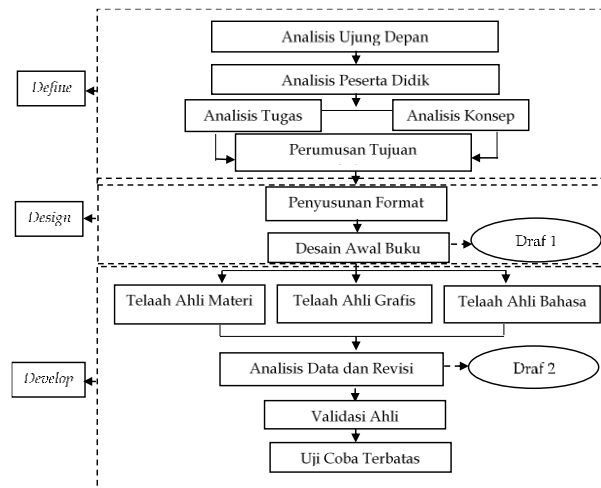 Analisis Ujung Depan
Define
Analisis Peserta Didik
Analisis Tugas
Analisis Konsep
Perumusan Tujuan
Penyusunan Format
Design
Desain Awal Buku
Draf 1
Telaah Ahli Materi
Telaah Ahli Grafis
Telaah Ahli Bahasa
Analisis Data dan Revisi
Draf 2
Develop
Validasi Ahli
Uji Coba Terbatas